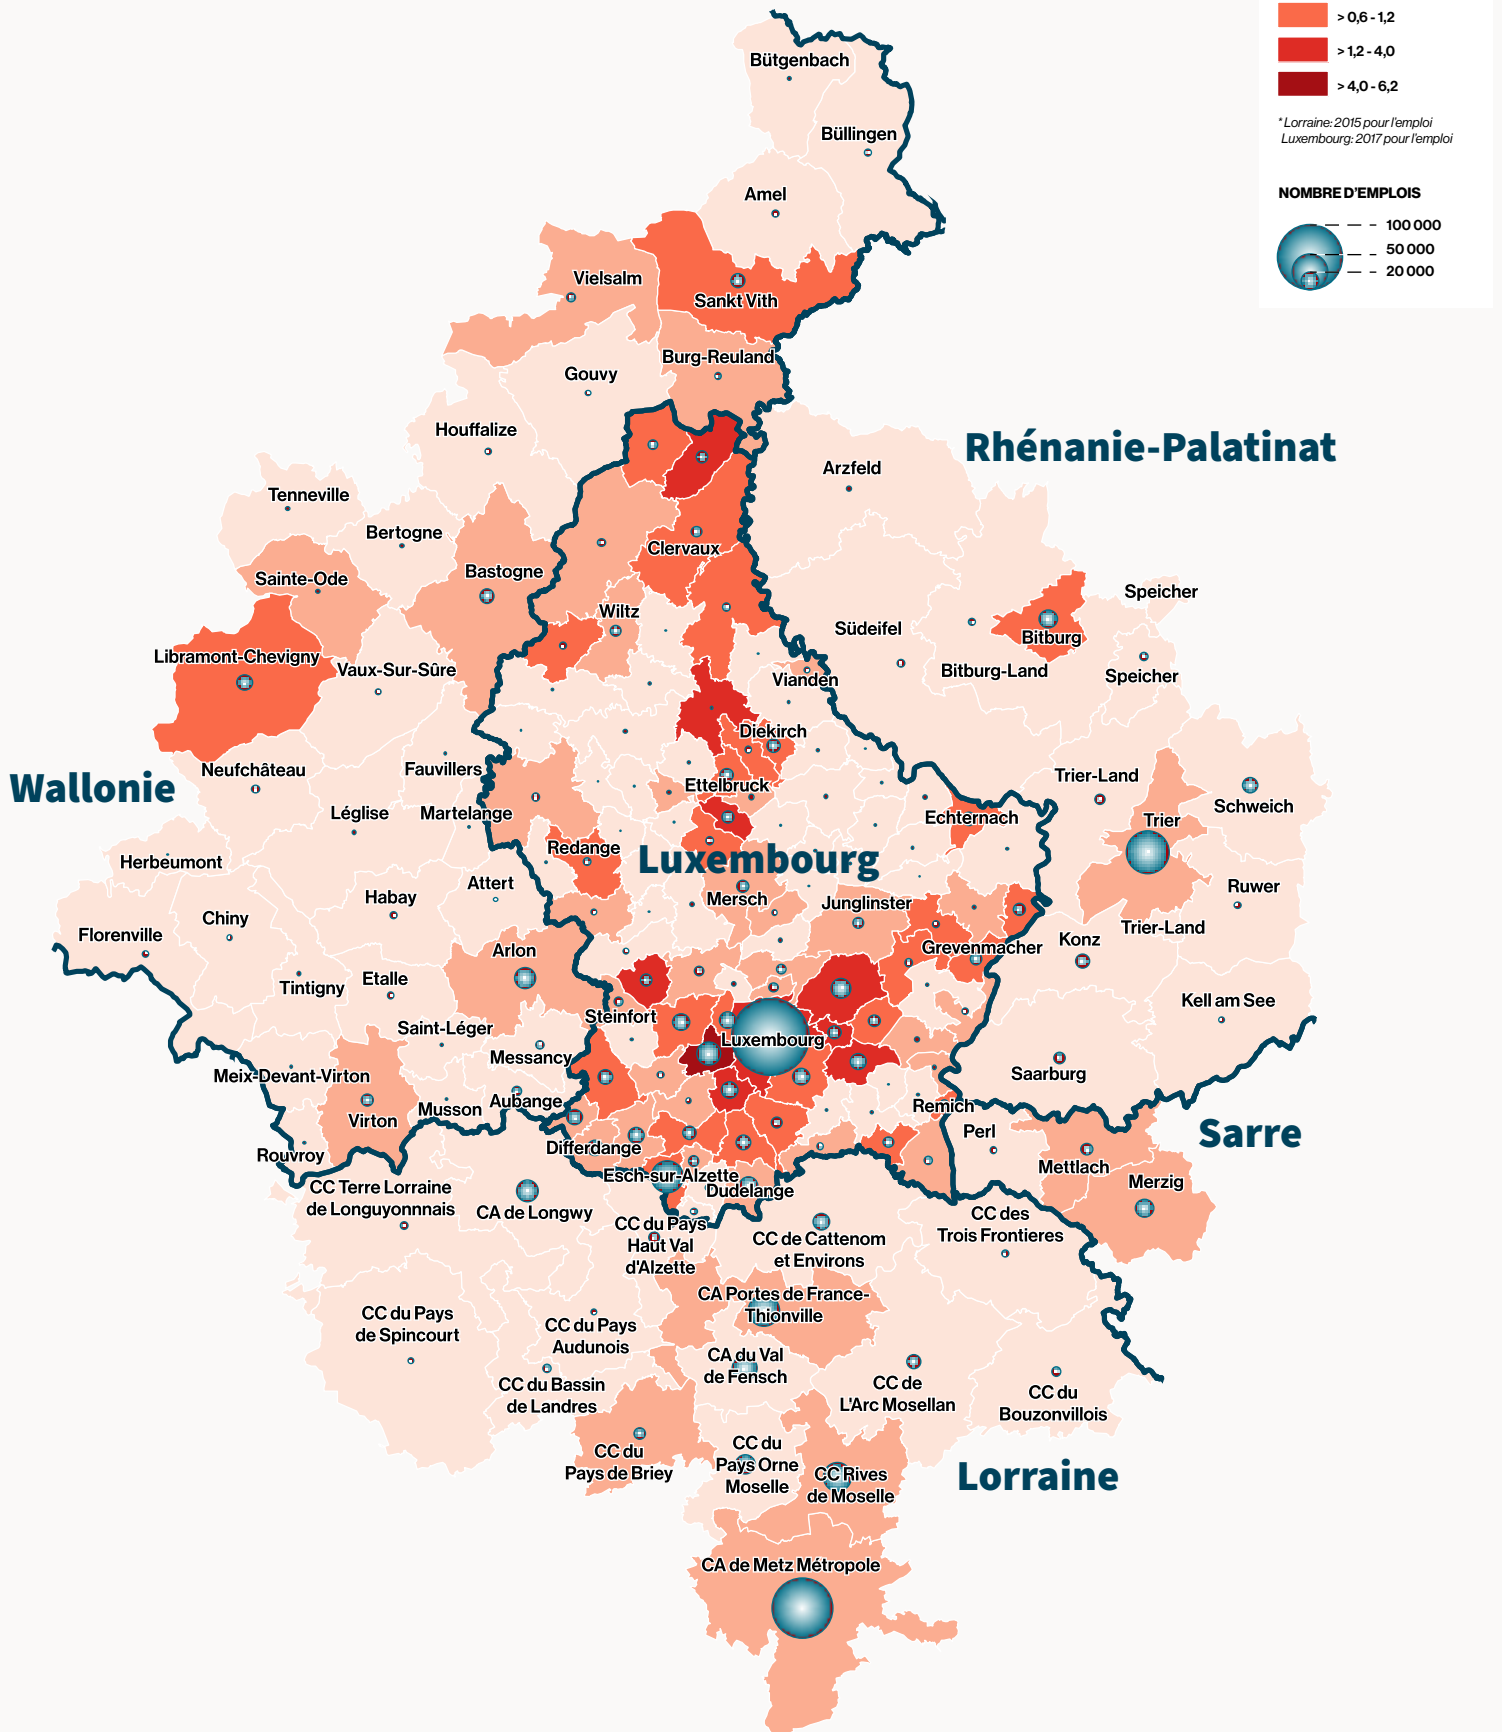 > 0,6 - 1,2
> 1,2 - 4,0
> 4,0 - 6,2
* Lorraine: 2015 pour l'emploi
Luxembourg: 2017 pour l'emploi
NOMBRE D'EMPLOIS
100 000
50 000
20 000
Bütgenbach
Büllingen
Amel
Vielsalm
Sankt Vith
Burg-Reuland
Gouvy
Houffalize
Rhénanie-Palatinat
Arzfeld
Tenneville
Bertogne
Clervaux
Sainte-Ode
Bastogne
Speicher
Wiltz
Südeifel
Bitburg
Libramont-Chevigny
Vaux-Sur-Sûre
Vianden
Bitburg-Land
Speicher
Diekirch
Neufchâteau
Fauvillers
Wallonie
Ettelbruck
Trier-Land
Schweich
Léglise
Martelange
Echternach
Trier
Herbeumont
Redange
Luxembourg
Attert
Habay
Mersch
Junglinster
Ruwer
Chiny
Trier-Land
Florenville
Arlon
Grevenmacher
Konz
Tintigny
Etalle
Kell am See
Saint-Léger
Steinfort
Luxembourg
Messancy
Meix-Devant-Virton
Saarburg
Virton
Musson
Aubange
Remich
Perl
Sarre
Rouvroy
Differdange
Mettlach
Esch-sur-Alzette
Dudelange
Merzig
CC Terre Lorraine
de Longuyonnnais
CA de Longwy
CC du Pays
Haut Val
d'Alzette
CC de Cattenom
et Environs
CC des
Trois Frontieres
CA Portes de France-
Thionville
CC du Pays
de Spincourt
CC du Pays
Audunois
CA du Val
de Fensch
CC du Bassin
de Landres
CC de
L'Arc Mosellan
CC du
Bouzonvillois
CC du
Pays de Briey
CC du
Pays Orne
Moselle
CC Rives
de Moselle
Lorraine
CA de Metz Métropole